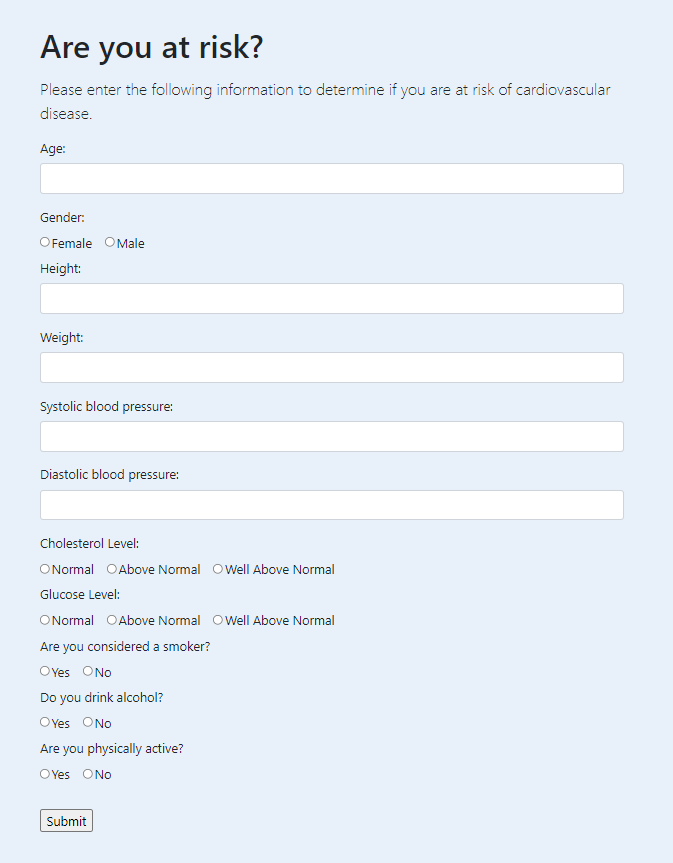 Are you at risk?
Please enter the following information to determine if you are at risk of cardiovascular
disease.
Age:
Gender:
Female Male
Height:
Weight:
Systolic blood pressure:
Diastolic blood pressure:
Cholesterol Level:
Normal Above Normal Well Above Normal
Glucose Level:
Normal Above Normal Well Above Normal
Are you considered a smoker?
Yes No
Do you drink alcohol?
Yes No
Are you physically active?
Yes No
Submit